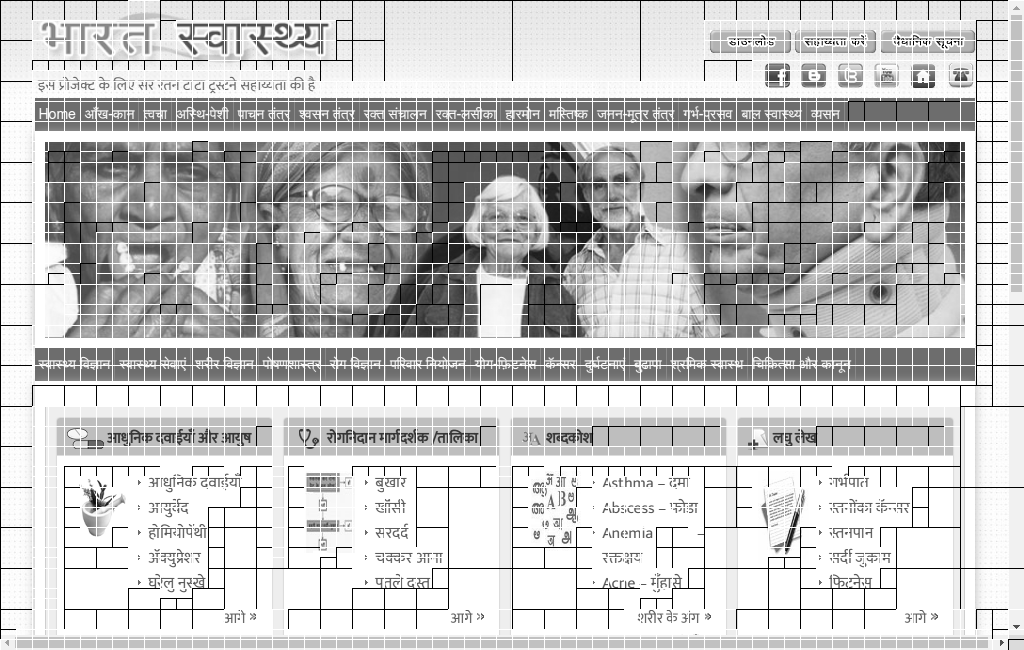 भारत स्वास्थ्य
डाउनलोड सहाय्यता करें वैधानिक सूचना
इस प्रोजेक्ट के लिए सर रतन टाटा ट्रस्टने सहाय्यता की है
Home आँख-कान त्वचा अस्थि-पेशी पाचन तंत्र श्वसन तंत्र रक्त संचालन रक्त-लसीका हारमोन मस्तिष्क जनन-मूत्र तंत्र गर्भ-प्रसव बाल स्वास्थ्य व्यसन
स्वास्थ्य विज्ञान स्वास्थ्य सेवाएं शरीर विज्ञान पोषणशास्त्र रोग विज्ञान परिवार नियोजन योग-फ़िटनेस कॅन्सर दुर्घटनाएं बुढापा श्रमिक स्वास्थ चिकित्सा और कानून
आधुनिक दवाईयाँ और आयुष
आधुनिक दवाईयाँ
आयुर्वेद
होमियोपॅथी
अ‍ॅक्युप्रेशर
घरेलु नुस्खे
आगे »
रोगनिदान मार्गदर्शक /तालिका
बुखार
खाँसी
सरदर्द
चक्कर आना
पतले दस्त
आगे »
शब्दकोश
Asthma – दमा
Abscess – फोडा
Anemia –
रक्तक्षय
Acne – मुँहासे
शरीर के अंग »
लघु लेख
गर्भपात
स्तनोंका कॅन्सर
स्तनपान
सर्दी जुकाम
फिटनेस
आगे »